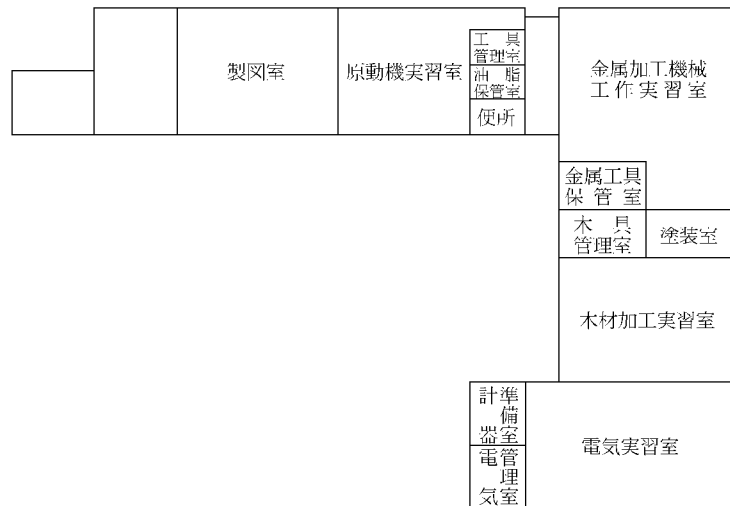 製図室
原動機実習室
工具
管理室
油脂
保管室
便所
金属加工機械
工作実習室
金属工具
保管室
木具
管理室
塗装室
木材加工実習室
計器
準備室
電気
管理室
電気実習室